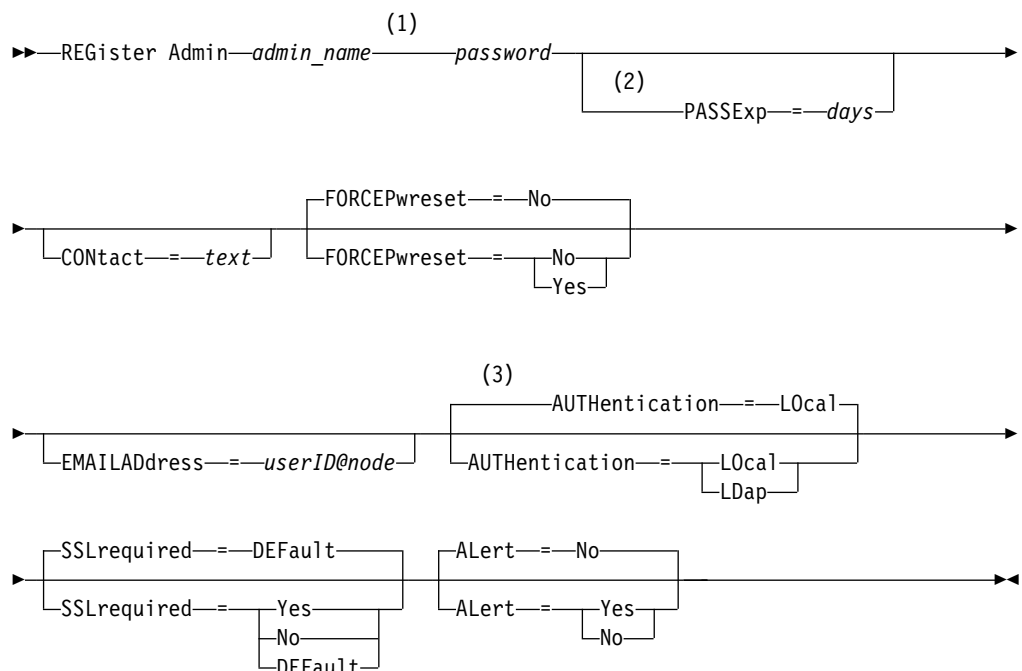 (1)
REGister Admin admin_name password
(2)
PASSExp = days
FORCEPwreset = No
CONtact = text FORCEPwreset = No
Yes
(3)
AUTHentication = LOcal
EMAILADdress = userID@node AUTHentication = LOcal
LDap
SSLrequired = DEFault ALert = No
SSLrequired = Yes ALert = Yes
No No
DEFault